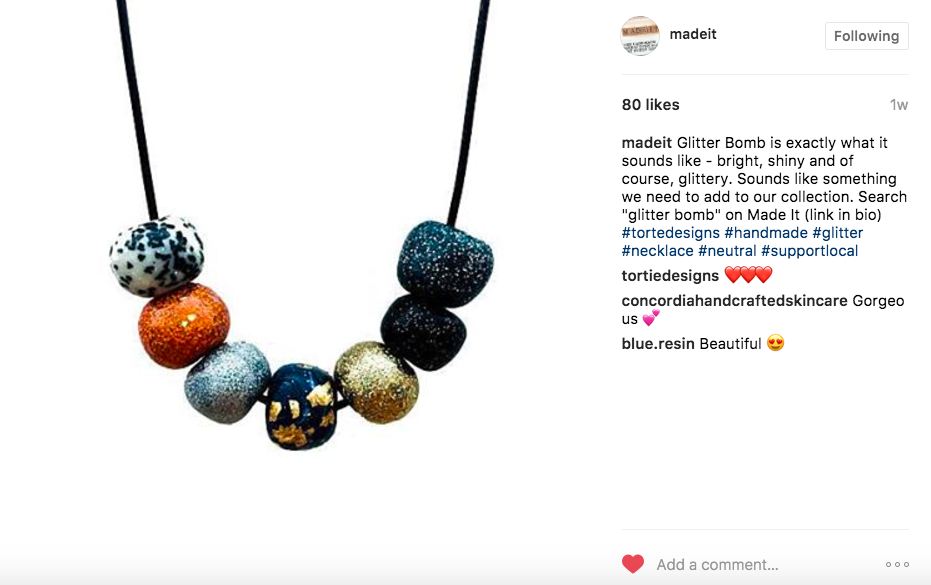 madeit
Following
80 likes
1w
madeit Glitter Bomb is exactly what it
sounds like - bright, shiny and of
course, glittery. Sounds like something
we need to add to our collection. Search
"glitter bomb" on Made It (link in bio)
#tortedesigns #handmade #glitter
#necklace #neutral #supportlocal
tortiedesigns ❤️❤️❤️
concordiahandcraftedskincare Gorgeo
us 💕
blue.resin Beautiful 😍
Add a comment...